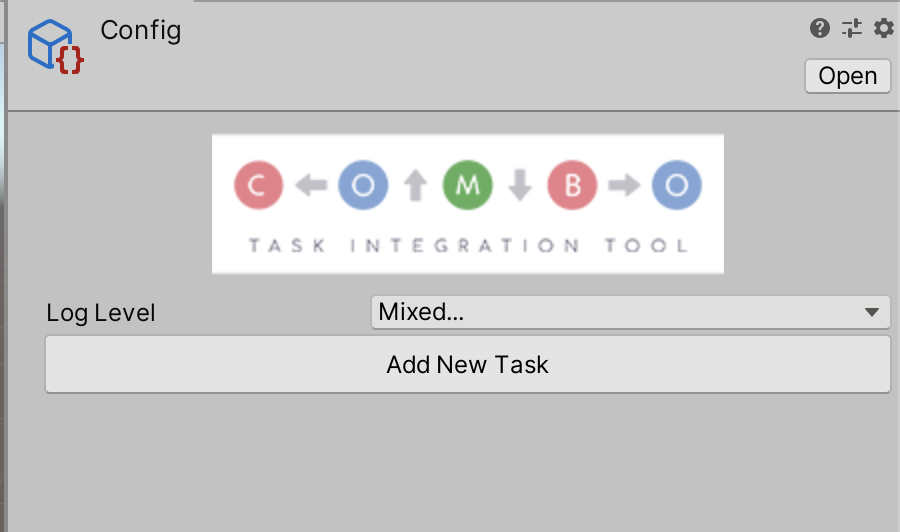 Config
Open
C O M B O
TASK INTEGRATION TOOL
Log Level Mixed...
Add New Task